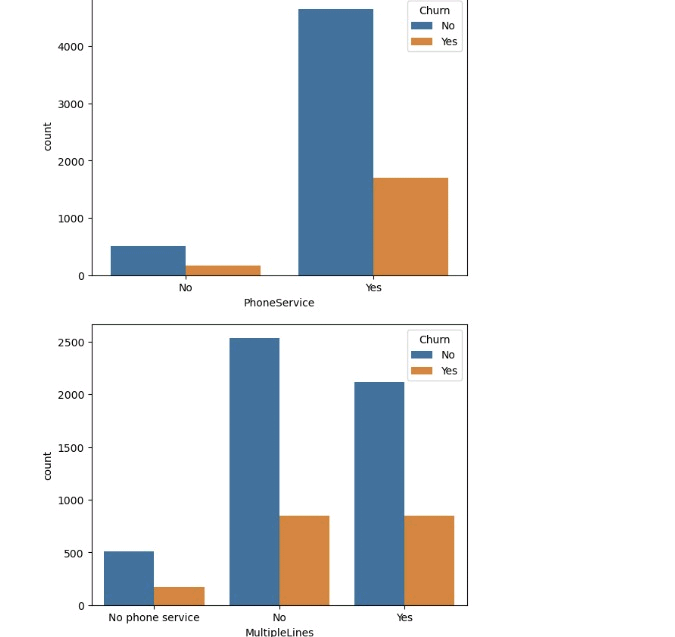 Churn
No
Yes
4000
3000
2000
1000
0
count
No Yes
PhoneService
Churn
No
Yes
2500
2000
1500
1000
500
0
count
No phone service No Yes
MultipleLines